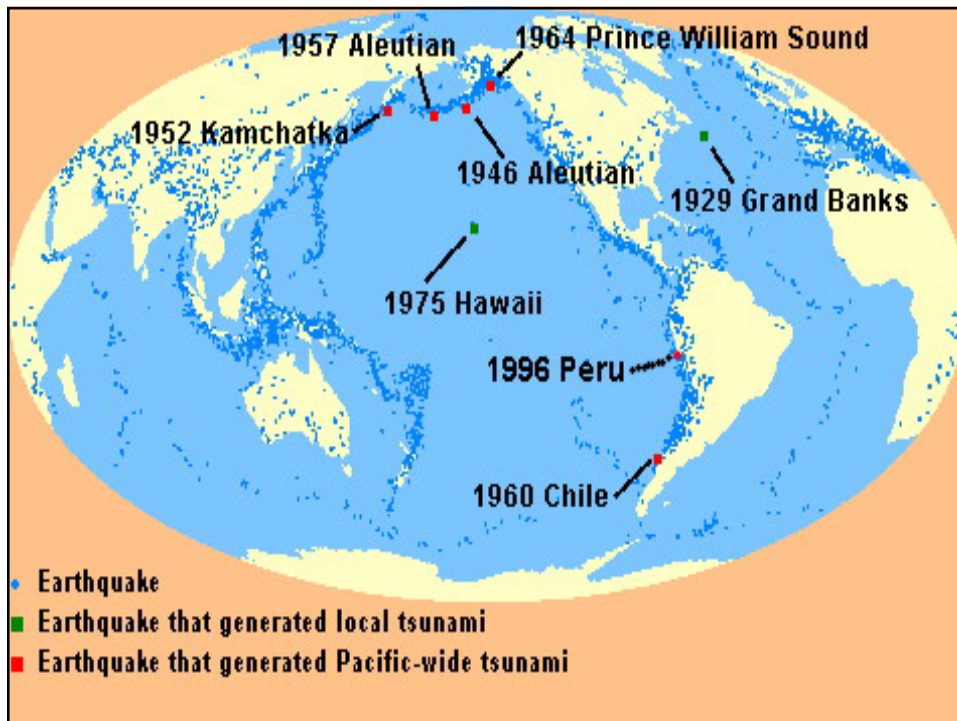 1957 Aleutian
1964 Prince William Sound
1952 Kamchatka
1946 Aleutian
1929 Grand Banks
1975 Hawaii
1996 Peru
1960 Chile
Earthquake
Earthquake that generated local tsunami
Earthquake that generated Pacific-wide tsunami